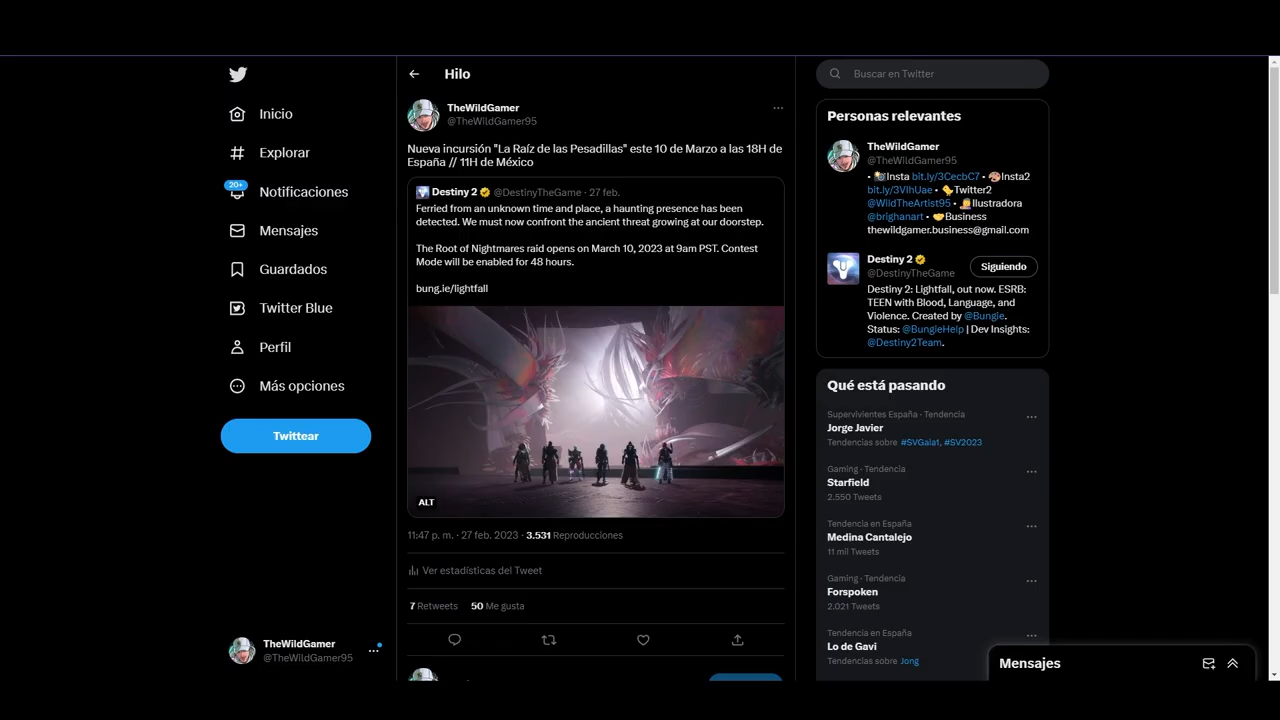 Inicio
Explorar
20+
Notificaciones
Mensajes
Guardados
Twitter Blue
Perfil
Más opciones
Twittear
TheWildGamer
@TheWildGamer95
Hilo
TheWildGamer
@TheWildGamer95
Nueva incursión "La Raíz de las Pesadillas" este 10 de Marzo a las 18H de
España // 11H de México
Destiny 2 @DestinyTheGame · 27 feb.
Ferried from an unknown time and place, a haunting presence has been
detected. We must now confront the ancient threat growing at our doorstep.
The Root of Nightmares raid opens on March 10, 2023 at 9am PST. Contest
Mode will be enabled for 48 hours.
bung.ie/lightfall
ALT
11:47 p. m. · 27 feb. 2023 · 3.531 Reproducciones
Ver estadísticas del Tweet
7 Retweets 50 Me gusta
Buscar en Twitter
Personas relevantes
TheWildGamer
@TheWildGamer95
• Insta bit.ly/3CecbC7 • Insta2
bit.ly/3VIhUae • Twitter2
@WildTheArtist95 • Ilustradora
@brighanart • Business
thewildgamer.business@gmail.com
Destiny 2
@DestinyTheGame
Siguiendo
Destiny 2: Lightfall, out now. ESRB:
TEEN with Blood, Language, and
Violence. Created by @Bungie.
Status: @BungieHelp | Dev Insights:
@Destiny2Team.
Qué está pasando
Supervivientes España · Tendencia
Jorge Javier
Tendencias sobre #SVGala1, #SV2023
Gaming · Tendencia
Starfield
2.550 Tweets
Tendencia en España
Medina Cantalejo
11 mil Tweets
Gaming · Tendencia
Forspoken
2.021 Tweets
Tendencia en España
Lo de Gavi
Tendencias sobre Jong
Mensajes